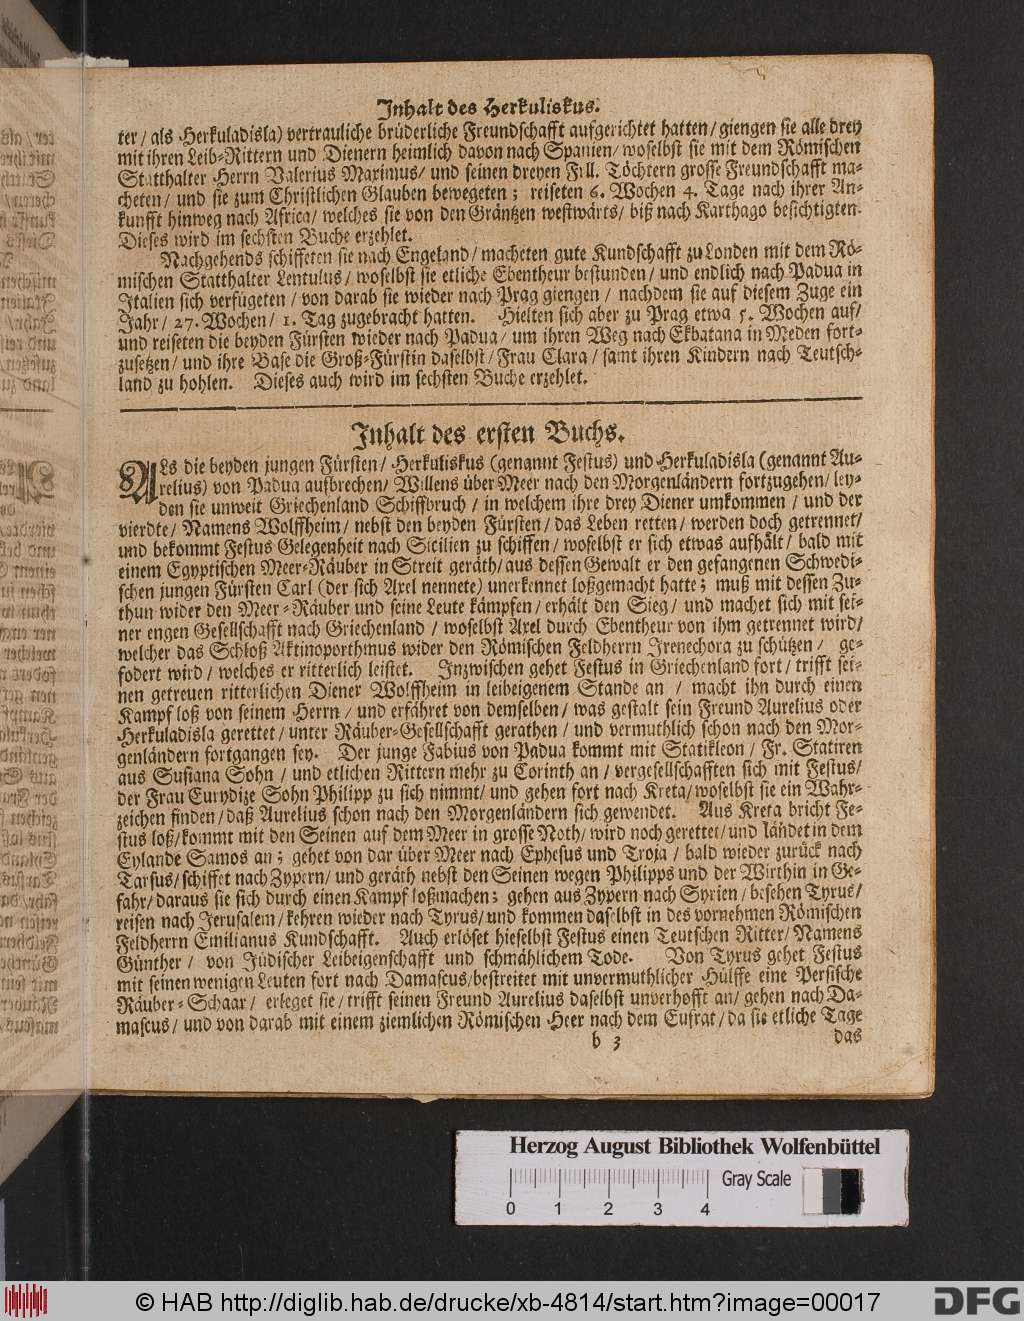 Inhalt des Herkuliskus.
ter/ als Herkuladisla) vertrauliche brüderliche Freundschafft aufgerichtet hatten/ giengen sie alle drey
mit ihren Leib-Rittern und Dienern heimlich davon nach Spanien/ woselbst sie mit dem Römischen
Statthalter Herrn Valerius Maximus/ und seinen dreyen Frll. Töchtern grosse Freundschafft ma-
cheten/ und sie zum Christlichen Glauben bewegeten; reiseten 6. Wochen 4. Tage nach ihrer An-
kunfft hinweg nach Africa/ welches sie von den Gräntzen westwärts/ biß nach Karthago besichtigten.
Dieses wird im sechsten Buche erzehlet.
Nachgehends schiffeten sie nach Engeland/ macheten gute Kundschafft zu Londen mit dem Rö-
mischen Statthalter Lentulus/ woselbst sie etliche Ebentheur bestunden/ und endlich nach Padua in
Italien sich verfügeten/ von darab sie wieder nach Prag giengen/ nachdem sie auf diesem Zuge ein
Jahr/ 27. Wochen/ 1. Tag zugebracht hatten. Hielten sich aber zu Prag etwa 5. Wochen auf/
und reiseten die beyden Fürsten wieder nach Padua/ um ihren Weg nach Ekbatana in Meden fort-
zusetzen/ und ihre Base die Groß-Fürstin daselbst/ Frau Clara/ samt ihren Kindern nach Teutsch-
land zu hohlen. Dieses auch wird im sechsten Buche erzehlet.
Inhalt des ersten Buchs.
ALs die beyden jungen Fürsten/ Herkuliskus (genannt Festus) und Herkuladisla (genannt Au-
relius) von Padua aufbrechen/ Willens über Meer nach den Morgenländern fortzugehen/ ley-
den sie unweit Griechenland Schiffbruch/ in welchem ihre drey Diener umkommen/ und der
vierdte/ Namens Wolffheim/ nebst den beyden Fürsten/ das Leben retten/ werden doch getrennet/
und bekommt Festus Gelegenheit nach Sicilien zu schiffen/ woselbst er sich etwas aufhält/ bald mit
einem Egyptischen Meer-Räuber in Streit geräth/ aus dessen Gewalt er den gefangenen Schwedi-
schen jungen Fürsten Carl (der sich Axel nennete) unerkennet loßgemacht hatte; muß mit dessen Zu-
thun wider den Meer-Räuber und seine Leute kämpfen/ erhält den Sieg/ und machet sich mit sei-
ner engen Gesellschafft nach Griechenland/ woselbst Axel durch Ebentheur von ihm getrennet wird/
welcher das Schloß Aktinoporthmus wider den Römischen Feldherrn Irenechora zu schützen/ ge-
fodert wird/ welches er ritterlich leistet. Inzwischen gehet Festus in Griechenland fort/ trifft sei-
nen getreuen ritterlichen Diener Wolffheim in leibeigenem Stande an/ macht ihn durch einen
Kampf loß von seinem Herrn/ und erfähret von demselben/ was gestalt sein Freund Aurelius oder
Herkuladisla gerettet/ unter Räuber-Gesellschafft gerathen/ und vermuthlich schon nach den Mor-
genländern fortgangen sey. Der junge Fabius von Padua kommt mit Statikleon/ Fr. Statiren
aus Susiana Sohn/ und etlichen Rittern mehr zu Corinth an/ vergesellschafften sich mit Festus/
der Frau Eurydize Sohn Philipp zu sich nimmt/ und gehen fort nach Kreta/ woselbst sie ein Wahr-
zeichen finden/ daß Aurelius schon nach den Morgenländern sich gewendet. Aus Kreta bricht Fe-
stus loß/ kommt mit den Seinen auf dem Meer in grosse Noth/ wird noch gerettet/ und ländet in dem
Eylande Samos an; gehet von dar über Meer nach Ephesus und Troja/ bald wieder zurück nach
Tarsus/ schiffet nach Zypern/ und geräth nebst den Seinen wegen Philipps und der Wirthin in Ge-
fahr/ daraus sie sich durch einen Kampf loßmachen; gehen aus Zypern nach Syrien/ besehen Tyrus/
reisen nach Jerusalem/ kehren wieder nach Tyrus/ und kommen daselbst in des vornehmen Römischen
Feldherrn Emilianus Kundschafft. Auch erlöset hieselbst Festus einen Teutschen Ritter/ Namens
Günther/ von Jüdischer Leibeigenschafft und schmählichem Tode. Von Tyrus gehet Festus
mit seinen wenigen Leuten fort nach Damascus/ bestreitet mit unvermuthlicher Hülffe eine Persische
Räuber-Schaar/ erleget sie/ trifft seinen Freund Aurelius daselbst unverhofft an/ gehen nach Da-
mascus/ und von darab mit einem ziemlichen Römischen Heer nach dem Eufrat/ da sie etliche Tage
b 3 das
Herzog August Bibliothek Wolfenbüttel
Gray Scale
0 1 2 3 4
© HAB http://diglib.hab.de/drucke/xb-4814/start.htm?image=00017
DFG